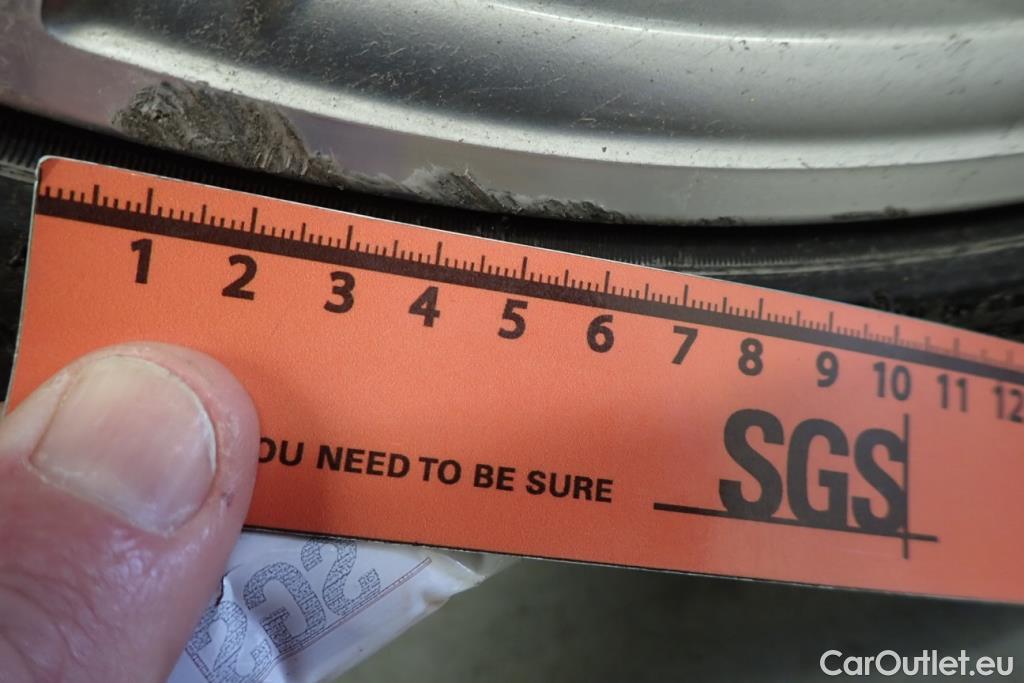 1 2 3 4 5 6 7 8 9 10 11 12
OU NEED TO BE SURE
SGS
SGS
CarOutlet.eu